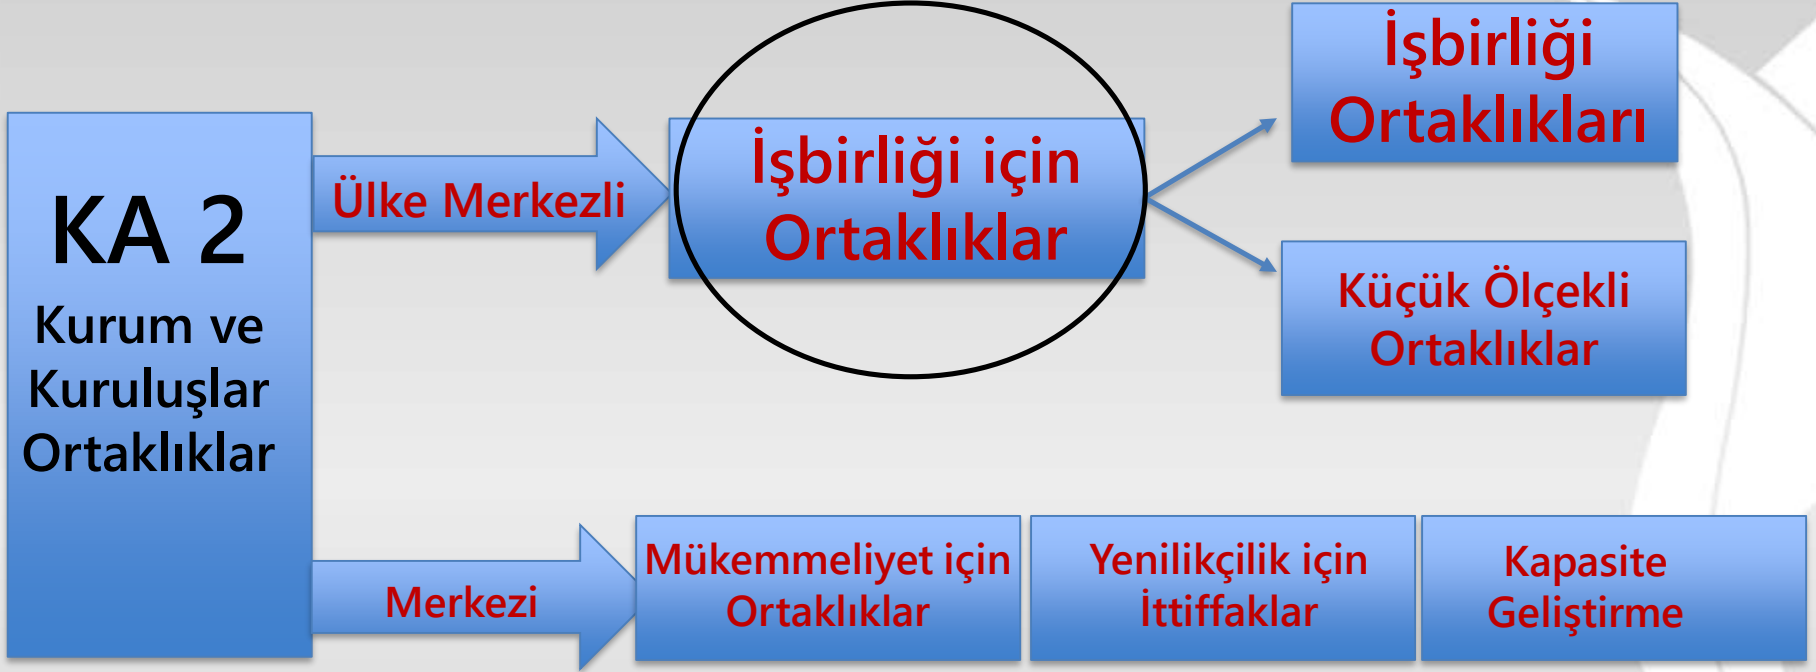 KA 2
Kurum ve
Kuruluşlar
Ortaklıklar
Ülke Merkezli
İşbirliği için
Ortaklıklar
İşbirliği
Ortaklıkları
Küçük Ölçekli
Ortaklıklar
Merkezi
Mükemmeliyet için
Ortaklıklar
Yenilikçilik için
İttiffaklar
Kapasite
Geliştirme